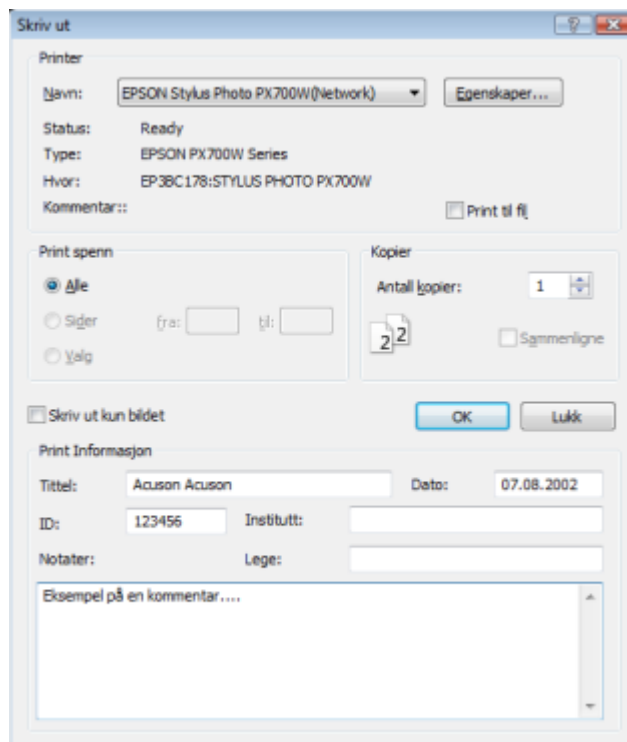 Skriv ut
Printer
Navn: EPSON Stylus Photo PX700W(Network) Egenskaper...
Status: Ready
Type: EPSON PX700W Series
Hvor: EP3BC178:STYLUS PHOTO PX700W
Kommentar:: Print til fil
Print spenn Kopier
Alle Antall kopier: 1
Sider fra: til: 2 2 Sammenligne
Valg
Skriv ut kun bildet OK Lukk
Print Informasjon
Tittel: Acuson Acuson Dato: 07.08.2002
ID: 123456 Institutt:
Notater: Lege:
Eksempel på en kommentar....